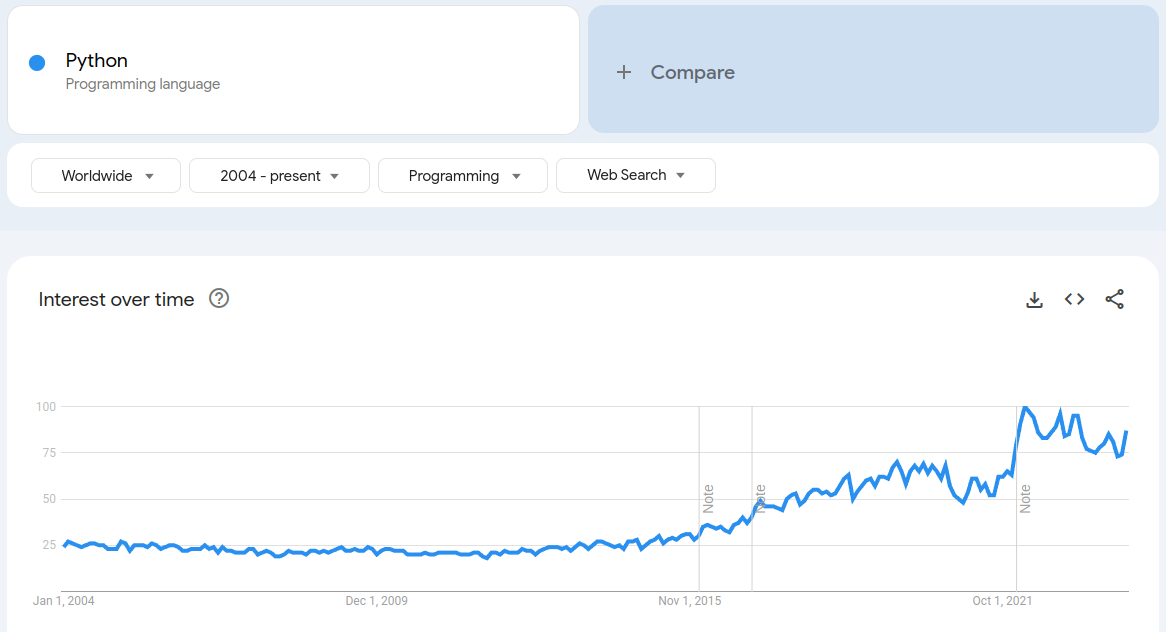 Python
Programming language
+ Compare
Worldwide
2004 - present
Programming
Web Search
Interest over time ?
100
75
50
25
Note
Note
Note
Jan 1, 2004
Dec 1, 2009
Nov 1, 2015
Oct 1, 2021